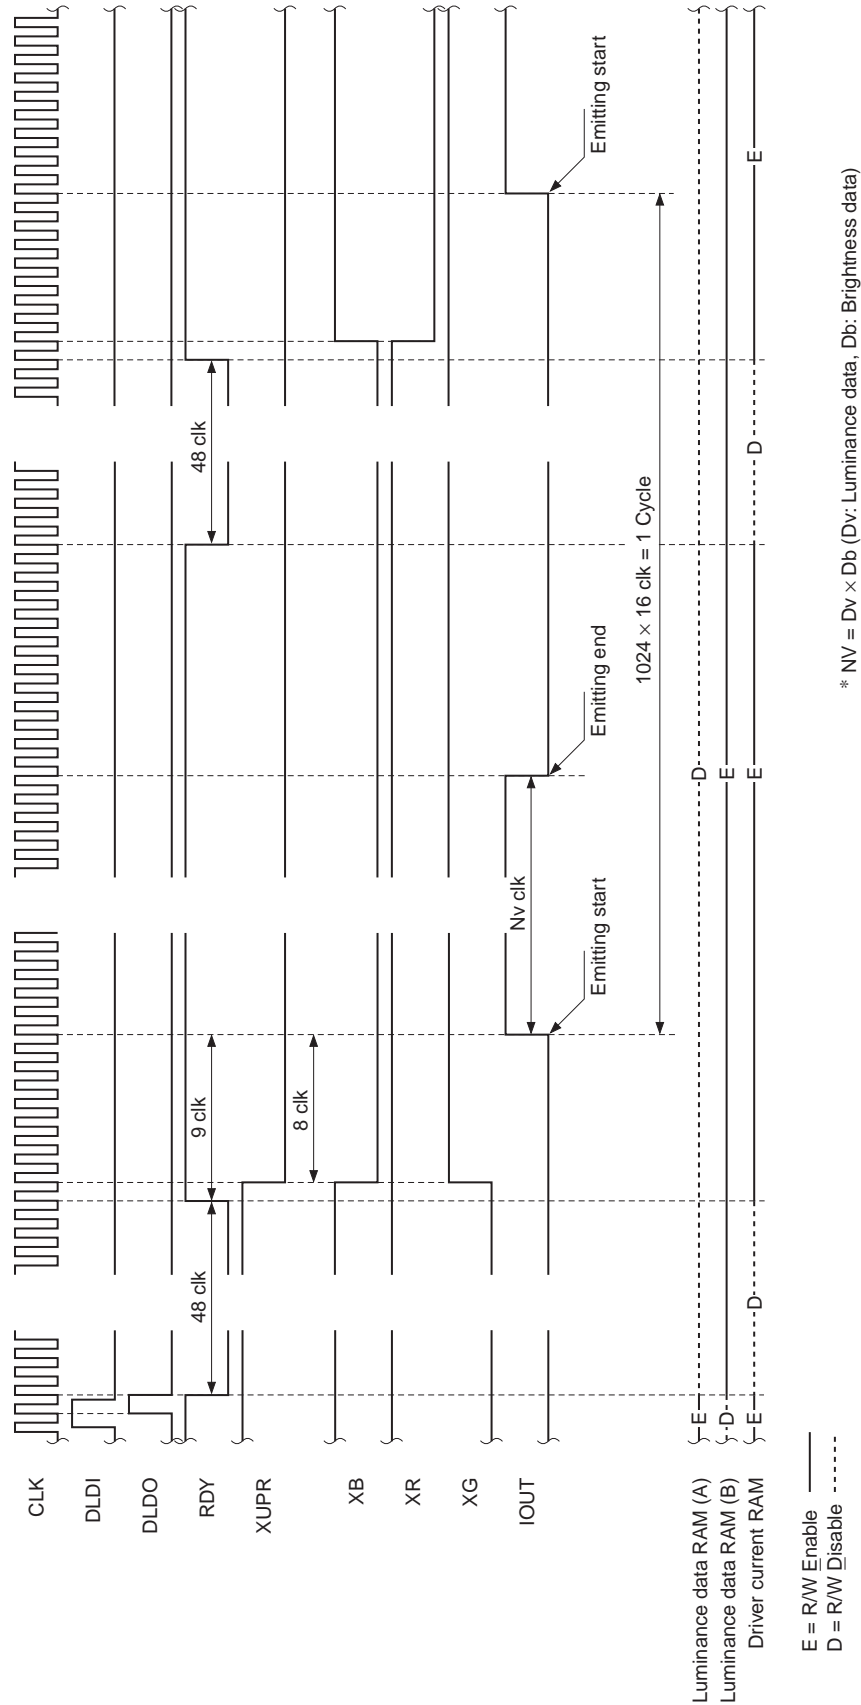 CLK
DLDI
DLDO
RDY
48 clk
9 clk
48 clk
XUPR
8 clk
XB
XR
XG
IOUT
Nv clk
Emitting start
Emitting end
Emitting start
1024 × 16 clk = 1 Cycle
Luminance data RAM (A)
E
D
Luminance data RAM (B)
D
E
Driver current RAM
E
D
E
D
E
E = R/W Enable
D = R/W Disable
* NV = Dv × Db (Dv: Luminance data, Db: Brightness data)